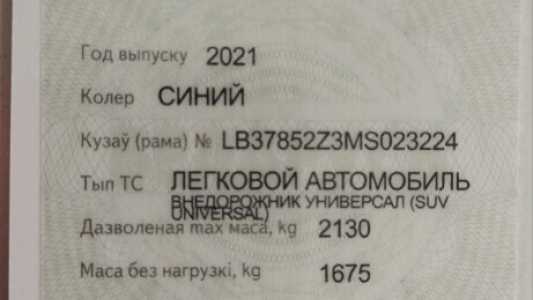 Год выпуску 2021
Колер СИНИЙ
Кузаў (рама) № LB37852Z3MS023224
Тып ТС ЛЕГКОВОЙ АВТОМОБИЛЬ
ВНЕДОРОЖНИК УНИВЕРСАЛ (SUV
UNIVERSAL)
Дазволеная max маса, kg 2130
Маса без нагрузкі, kg 1675